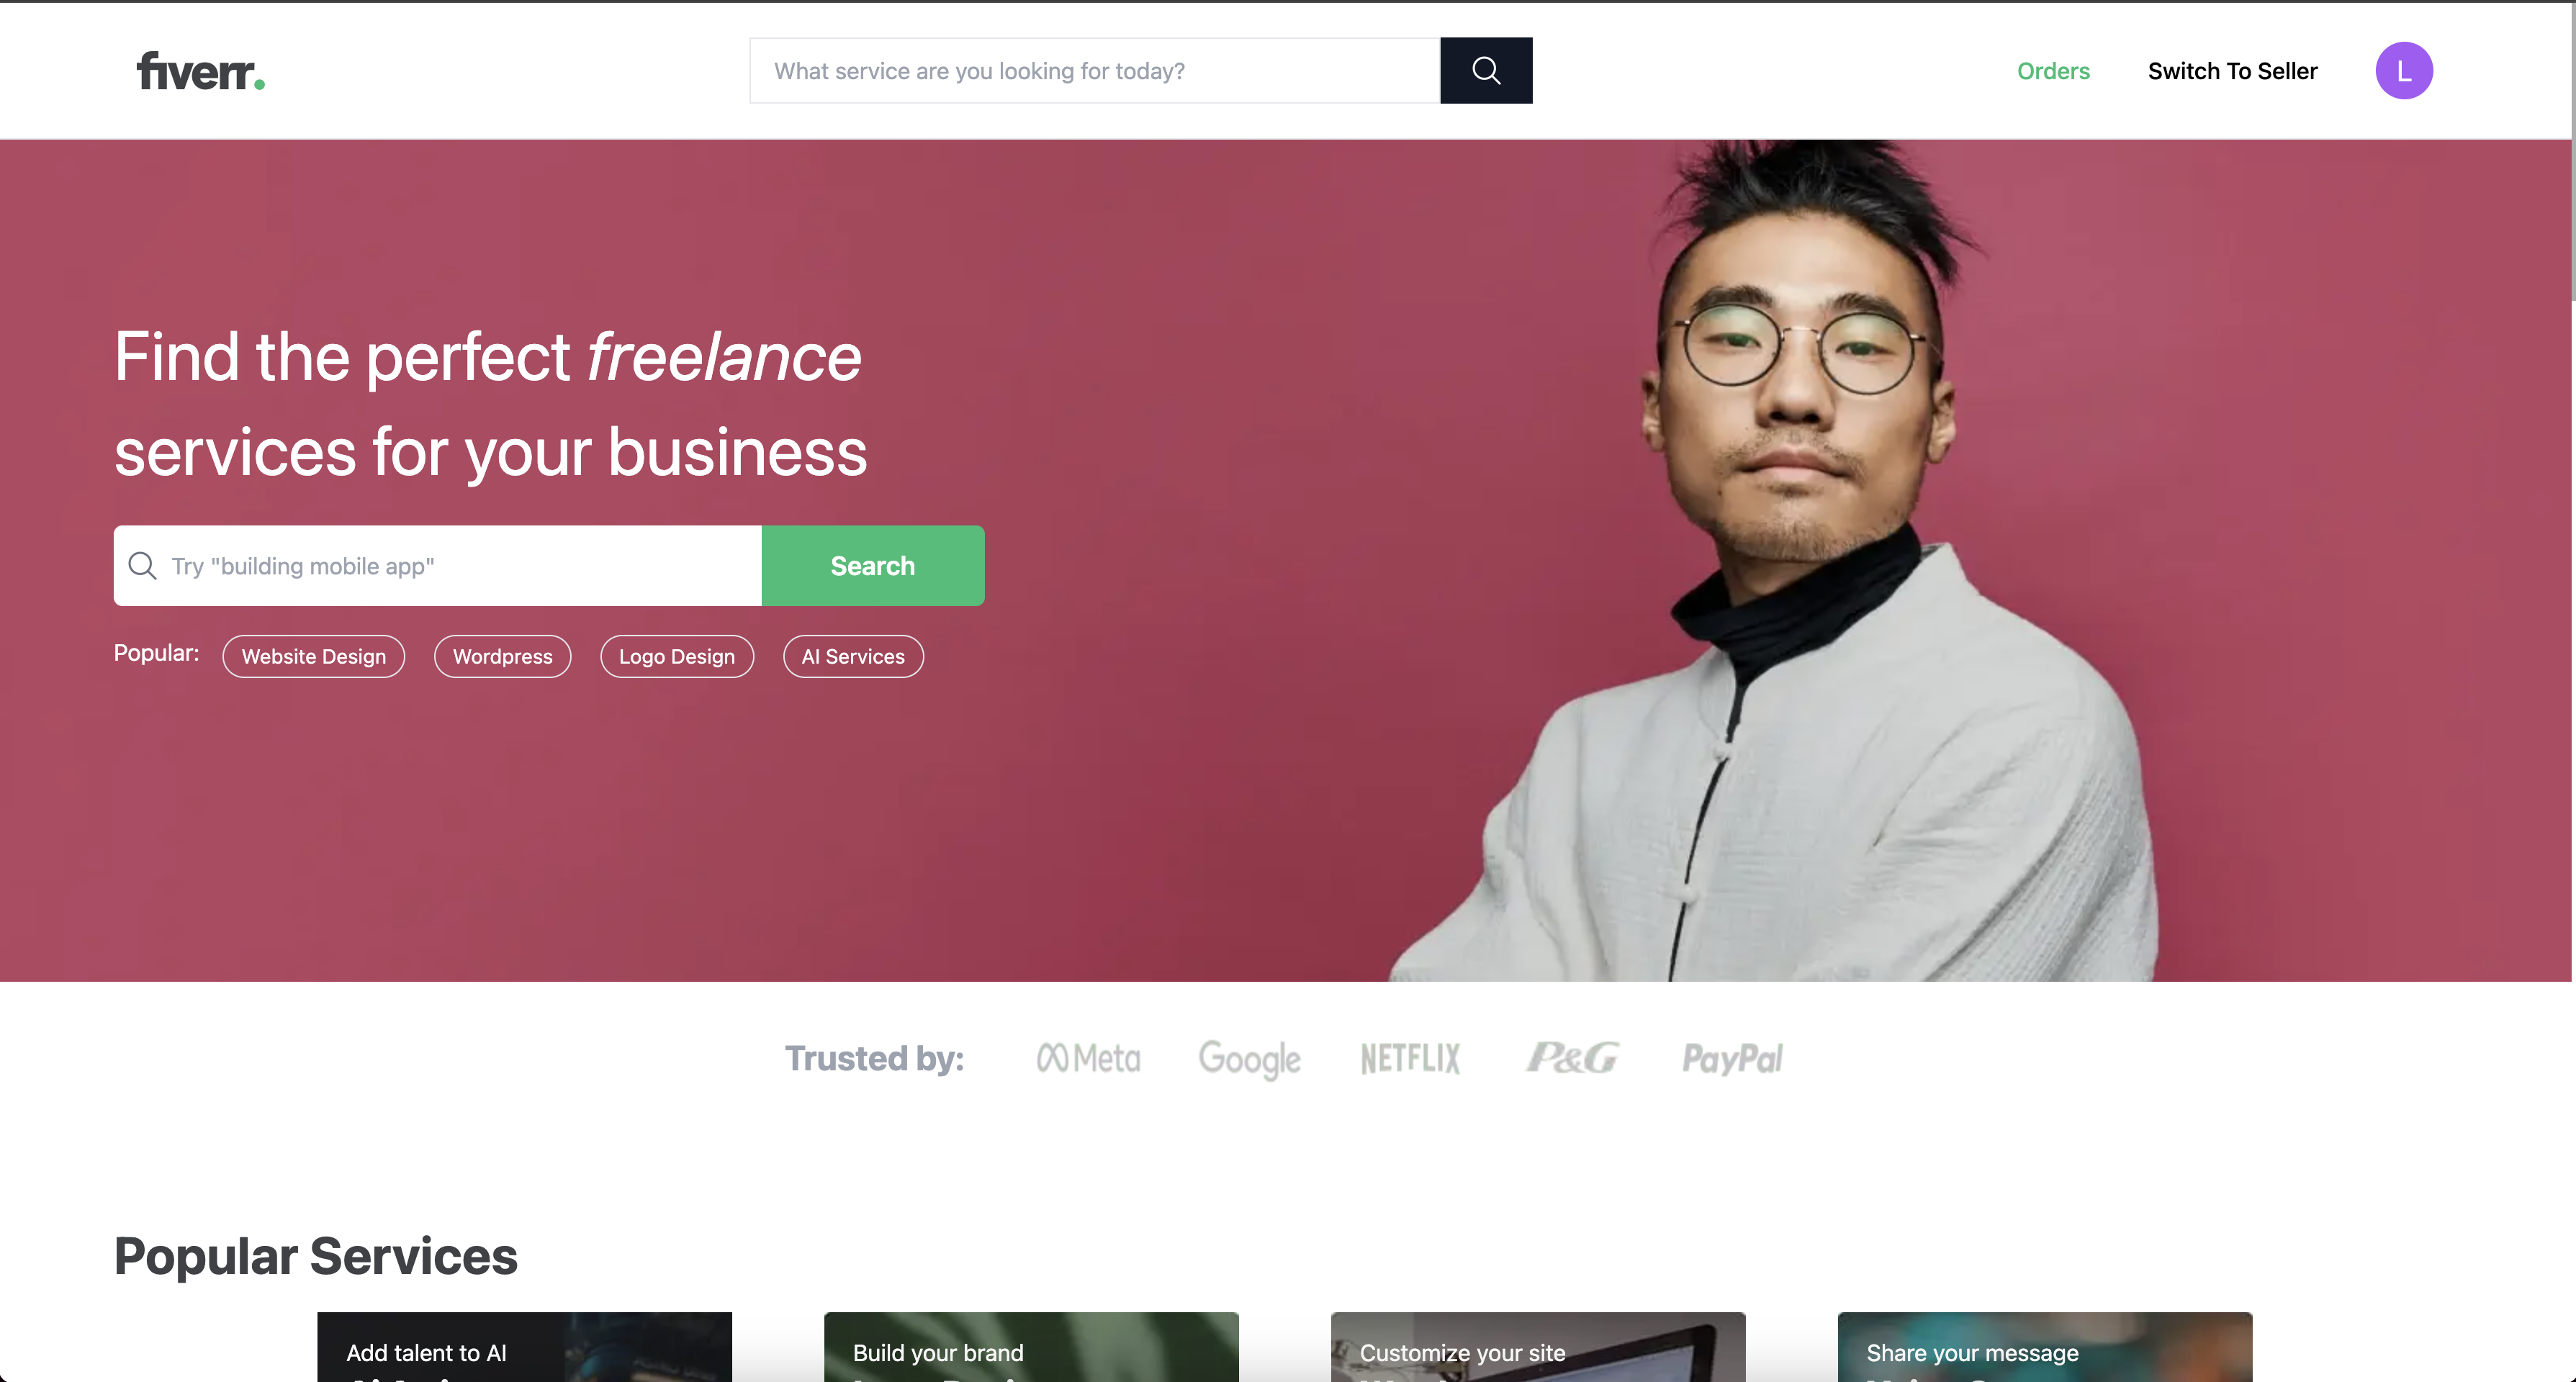 fiverr.
What service are you looking for today?
Orders
Switch To Seller
L
Find the perfect freelance
services for your business
Try "building mobile app"
Search
Popular:
Website Design
Wordpress
Logo Design
AI Services
Trusted by:
Meta
Google
NETFLIX
P&G
PayPal
Popular Services
Add talent to AI
Build your brand
Customize your site
Share your message